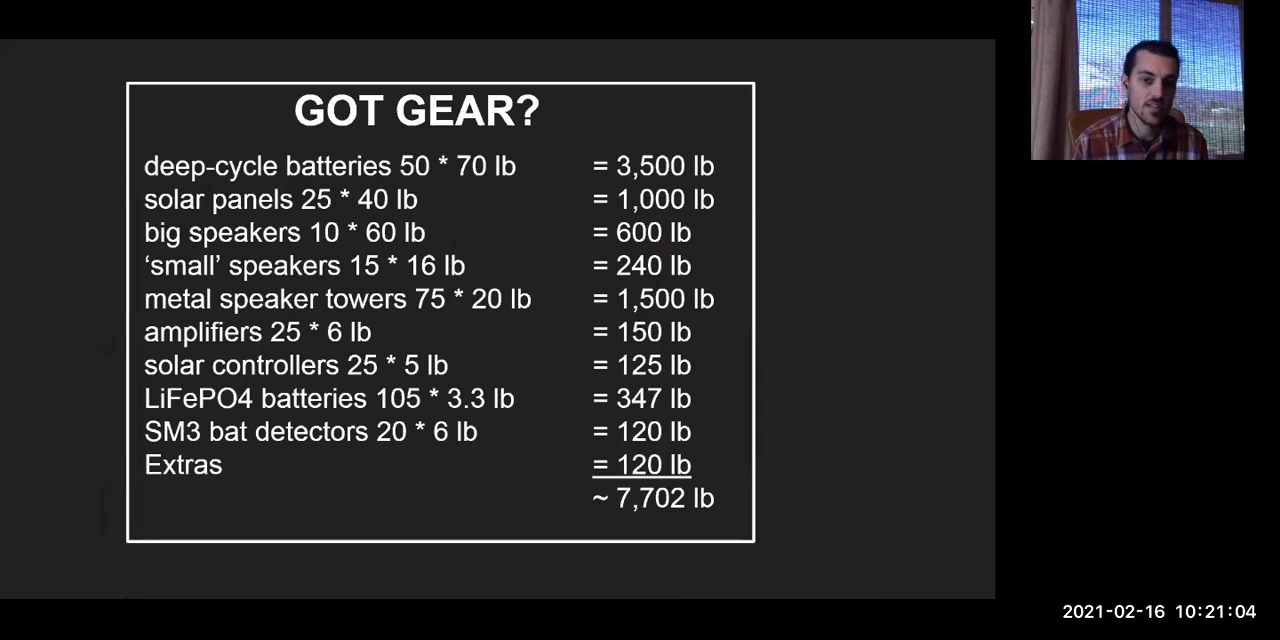 GOT GEAR?
deep-cycle batteries 50 * 70 lb = 3,500 lb
solar panels 25 * 40 lb = 1,000 lb
big speakers 10 * 60 lb = 600 lb
‘small’ speakers 15 * 16 lb = 240 lb
metal speaker towers 75 * 20 lb = 1,500 lb
amplifiers 25 * 6 lb = 150 lb
solar controllers 25 * 5 lb = 125 lb
LiFePO4 batteries 105 * 3.3 lb = 347 lb
SM3 bat detectors 20 * 6 lb = 120 lb
Extras = 120 lb
~ 7,702 lb
2021-02-16 10:21:04